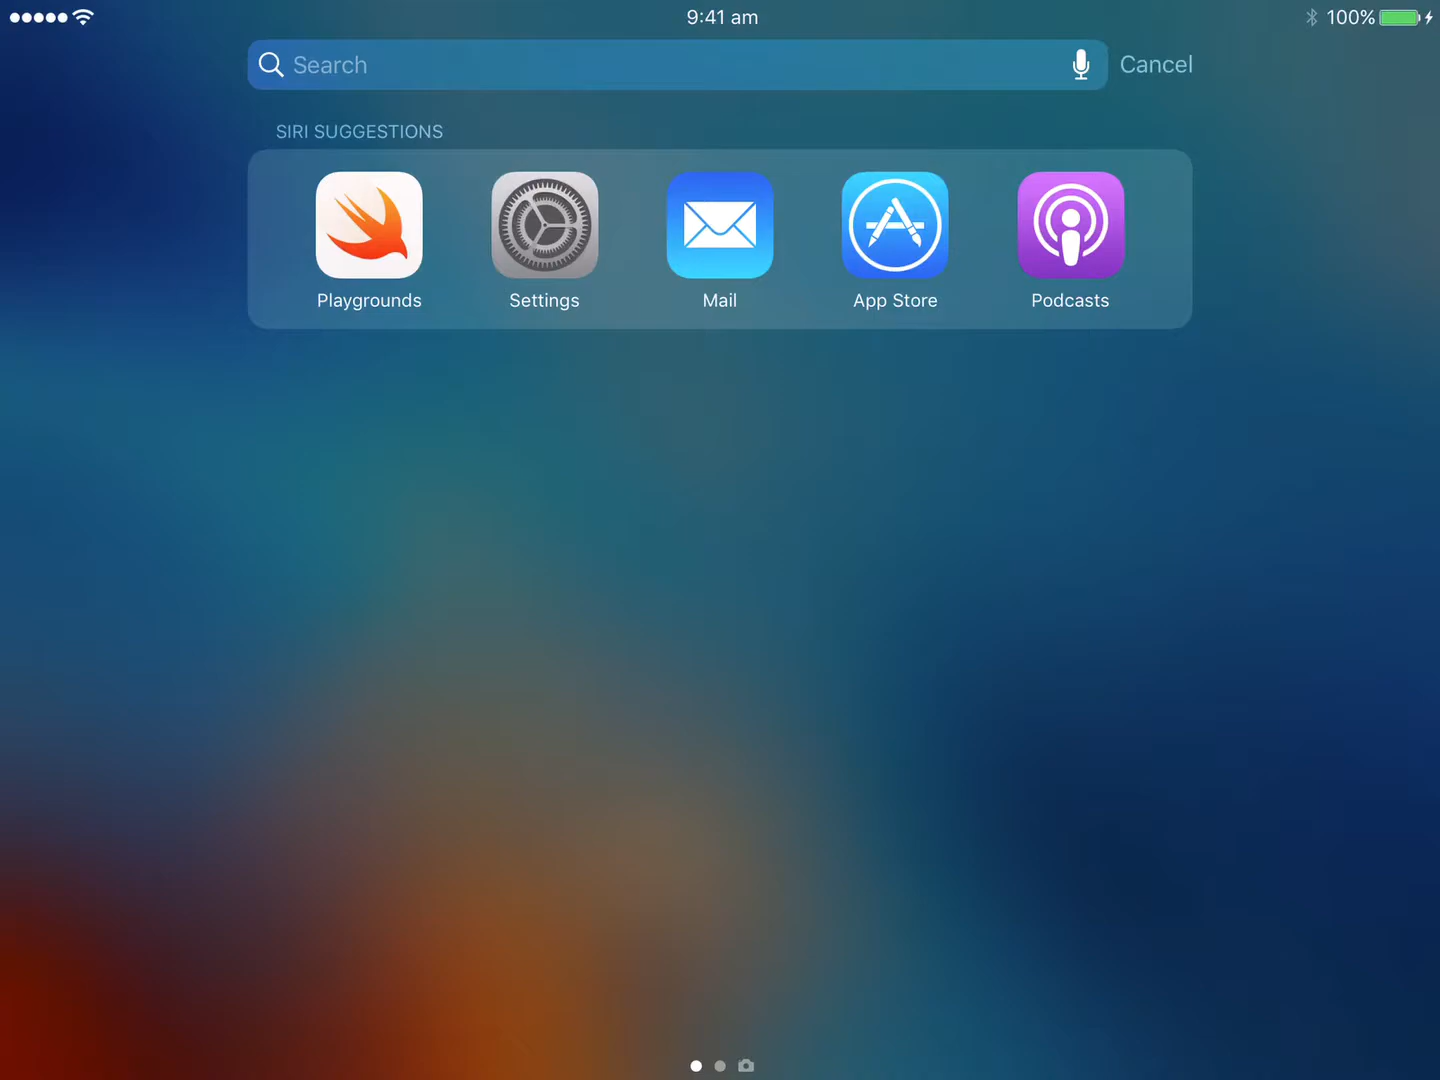 9:41 am
100%
Search
Cancel
SIRI SUGGESTIONS
Playgrounds
Settings
Mail
App Store
Podcasts